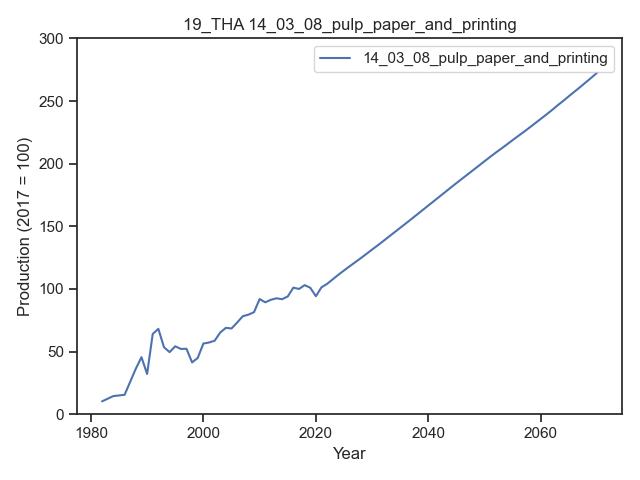 19_THA 14_03_08_pulp_paper_and_printing
14_03_08_pulp_paper_and_printing
Production (2017 = 100)
300
250
200
150
100
50
0
1980 2000 2020 2040 2060
Year